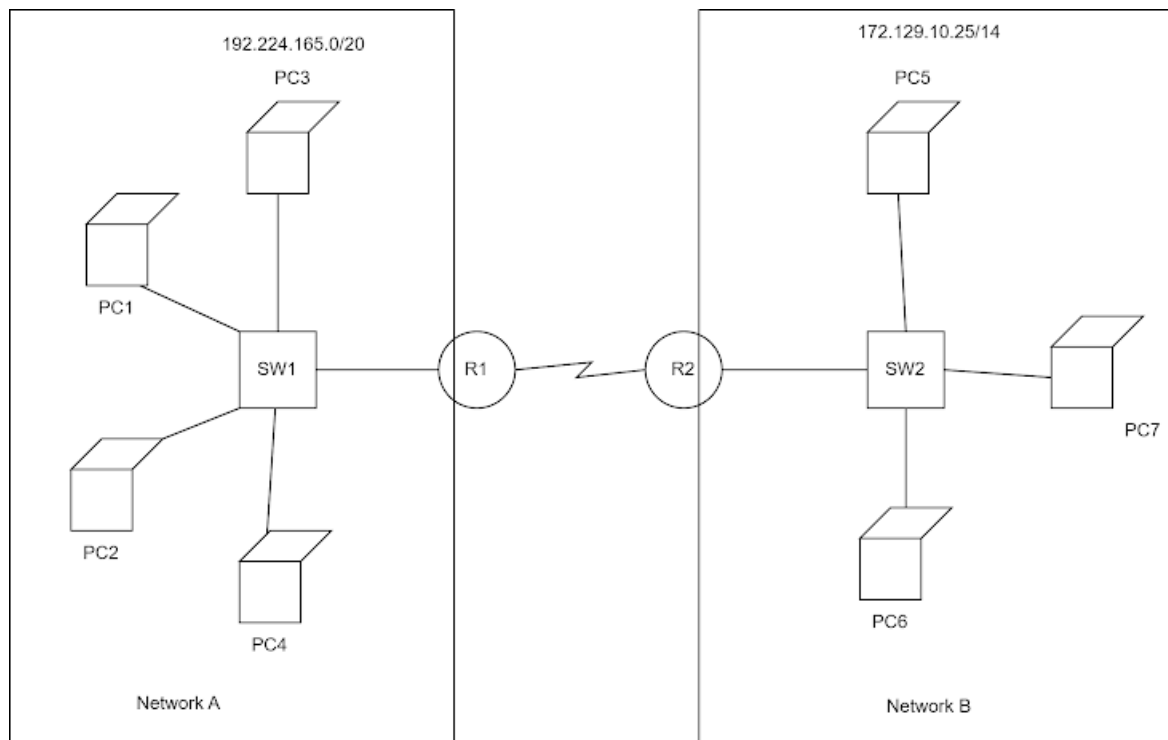 192.224.165.0/20
PC3
PC1
SW1
R1
PC2
PC4
Network A
172.129.10.25/14
PC5
R2
SW2
PC7
PC6
Network B